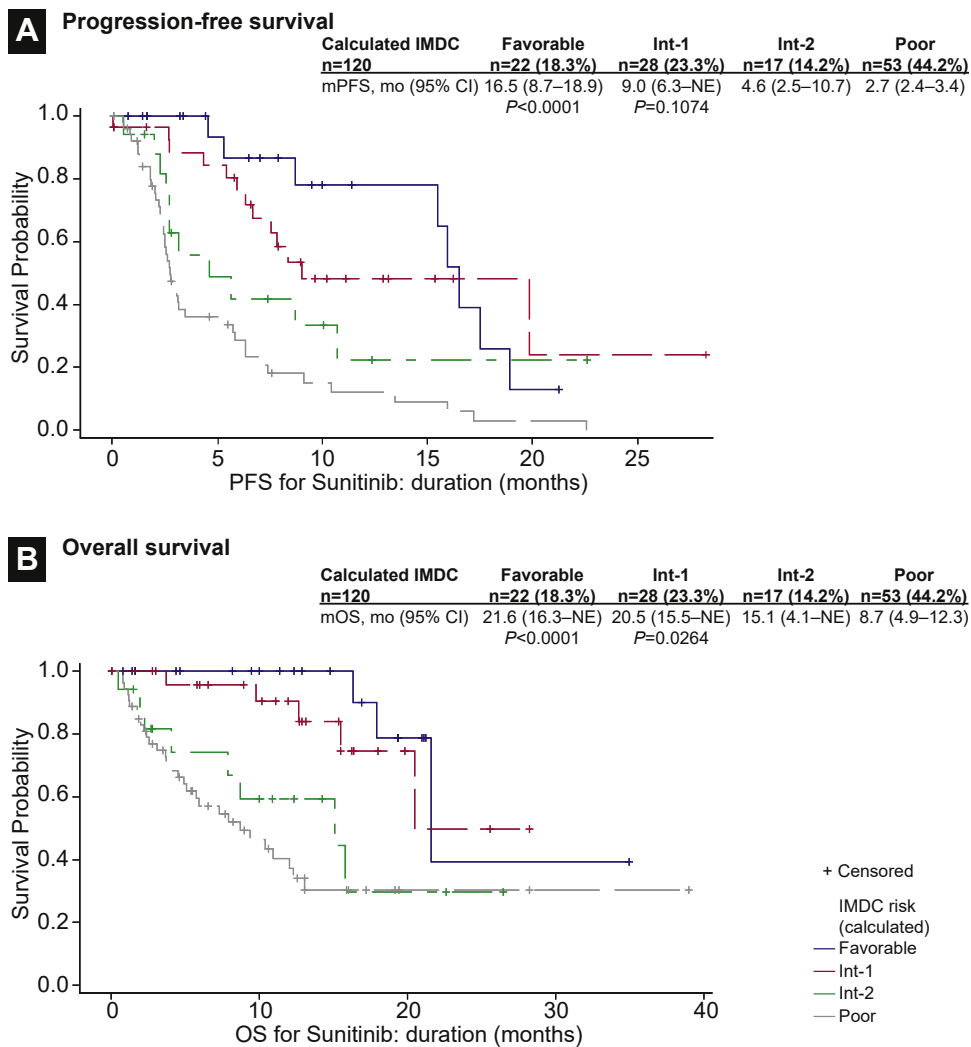 A Progression-free survival
Calculated IMDC Favorable Int-1 Int-2 Poor
n=120 n=22 (18.3%) n=28 (23.3%) n=17 (14.2%) n=53 (44.2%)
mPFS, mo (95% CI) 16.5 (8.7–18.9) 9.0 (6.3–NE) 4.6 (2.5–10.7) 2.7 (2.4–3.4)
P<0.0001 P=0.1074
Survival Probability
1.0
0.8
0.6
0.4
0.2
0.0
0 5 10 15 20 25
PFS for Sunitinib: duration (months)
B Overall survival
Calculated IMDC Favorable Int-1 Int-2 Poor
n=120 n=22 (18.3%) n=28 (23.3%) n=17 (14.2%) n=53 (44.2%)
mOS, mo (95% CI) 21.6 (16.3–NE) 20.5 (15.5–NE) 15.1 (4.1–NE) 8.7 (4.9–12.3)
P<0.0001 P=0.0264
Survival Probability
1.0
0.8
0.6
0.4
0.2
0.0
0 10 20 30 40
OS for Sunitinib: duration (months)
+ Censored
IMDC risk
(calculated)
Favorable
Int-1
Int-2
Poor